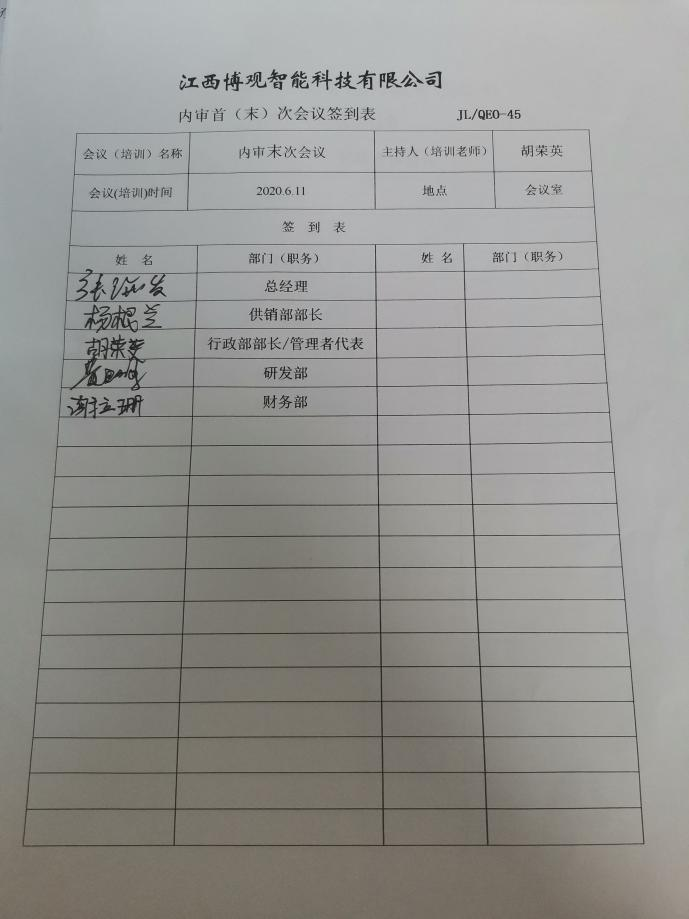 江西博观智能科技有限公司
内审首（末）次会议签到表 JL/QEO-45
会议（培训）名称 内审末次会议 主持人（培训老师） 胡荣英
会议(培训)时间 2020.6.11 地点 会议室
签 到 表
姓 名 部门（职务） 姓 名 部门（职务）
总经理
杨根兰 供销部部长
胡荣英 行政部部长/管理者代表
研发部
财务部